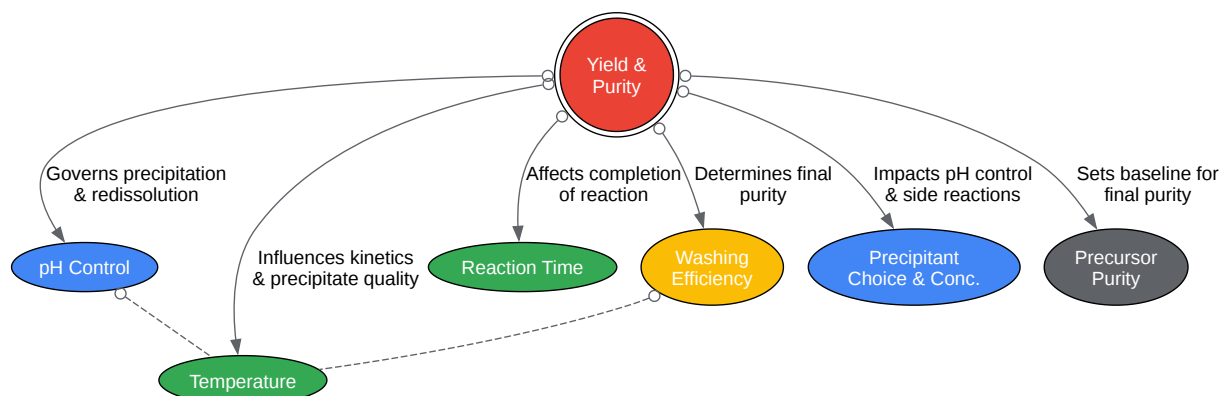 Yield &
Purity
Governs precipitation
& redissolution
Affects completion
of reaction
Determines final
purity
Impacts pH control
& side reactions
Sets baseline for
final purity
Influences kinetics
& precipitate quality
pH Control
Reaction Time
Washing
Efficiency
Precipitant
Choice & Conc.
Precursor
Purity
Temperature